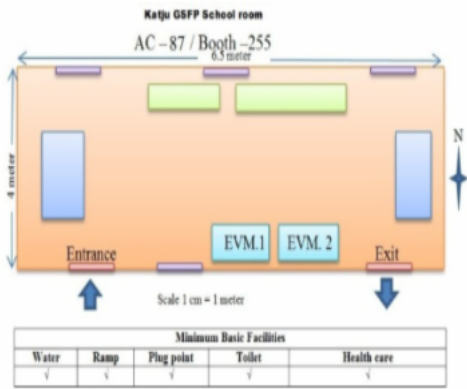 Katju GSFP School room
AC – 87 / Booth –255
6.5 meter
4 meter
N
EVM.1 EVM. 2
Entrance Exit
Scale 1 cm = 1 meter
Minimum Basic Facilities
Water Ramp Plug point Toilet Health care
√ √ √ √ √